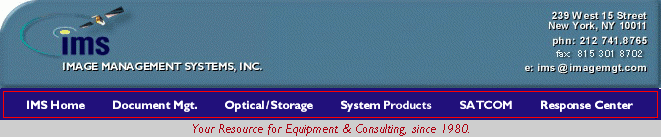 ims
IMAGE MANAGEMENT SYSTEMS, INC.
239 West 15 Street
New York, NY 10011
phn: 212 741.8765
fax 815 301 8702
e: ims@imagemgt.com
IMS Home Document Mgt. Optical/Storage System Products SATCOM Response Center
Your Resource for Equipment & Consulting, since 1980.